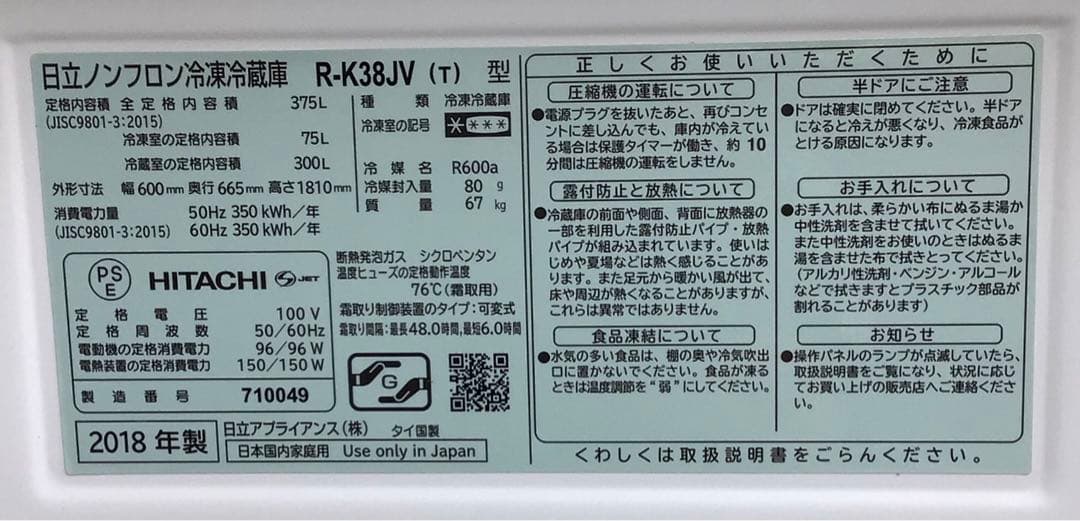 日立ノンフロン冷凍冷蔵庫 R-K38JV (T) 型
定格内容積 全定格内容積 375L
(JISC9801-3:2015)
冷凍室の定格内容積 75L
冷蔵室の定格内容積 300L
外形寸法 幅600mm 奥行665mm 高さ1810mm
消費電力量 50Hz 350kWh/年
(JISC9801-3:2015) 60Hz 350kWh/年
種類 冷凍冷蔵庫
冷凍室の記号 ****
冷媒名 R600a
冷媒封入量 80g
質量 67kg
PS
E
HITACHI S JET
定格電圧 100V
定格周波数 50/60Hz
電動機の定格消費電力 96/96W
電熱装置の定格消費電力 150/150W
製造番号 710049
断熱発泡ガス シクロペンタン
温度ヒューズの定格動作温度
76℃(霜取用)
霜取り制御装置のタイプ:可変式
霜取り間隔:最長48.0時間,最短6.0時間
G
2018年製
日立アプライアンス(株) タイ国製
日本国内家庭用 Use only in Japan
正しくお使いいただくために
圧縮機の運転について
●電源プラグを抜いたあと、再びコンセ
ントに差し込んでも、庫内が冷えてい
る場合は保護タイマーが働き、約10
分間は圧縮機の運転をしません。
露付防止と放熱について
●冷蔵庫の前面や側面、背面に放熱器の
一部を利用した露付防止パイプ・放熱
パイプが組み込まれています。使いは
じめや夏場などは熱く感じることがあ
ります。また足元から暖かい風が出て、
床や周辺が熱くなることがありますが、
これらは異常ではありません。
食品凍結について
●水気の多い食品は、棚の奥や冷気吹出
口に置かないでください。食品が凍る
ときは温度調節を“弱”にしてください。
半ドアにご注意
●ドアは確実に閉めてください。半ドア
になると冷えが悪くなり、冷凍食品が
とける原因になります。
お手入れについて
●お手入れは、柔らかい布にぬるま湯か
中性洗剤を含ませて拭いてください。
また中性洗剤をお使いのときはぬるま
湯を含ませた布で拭きとってください。
(アルカリ性洗剤・ベンジン・アルコール
などで拭きますとプラスチック部品が
割れることがあります)
お知らせ
●操作パネルのランプが点滅していたら、
取扱説明書をご覧になり、状況に応じ
てお買い上げの販売店へご連絡くださ
い。
くわしくは取扱説明書をごらんください。